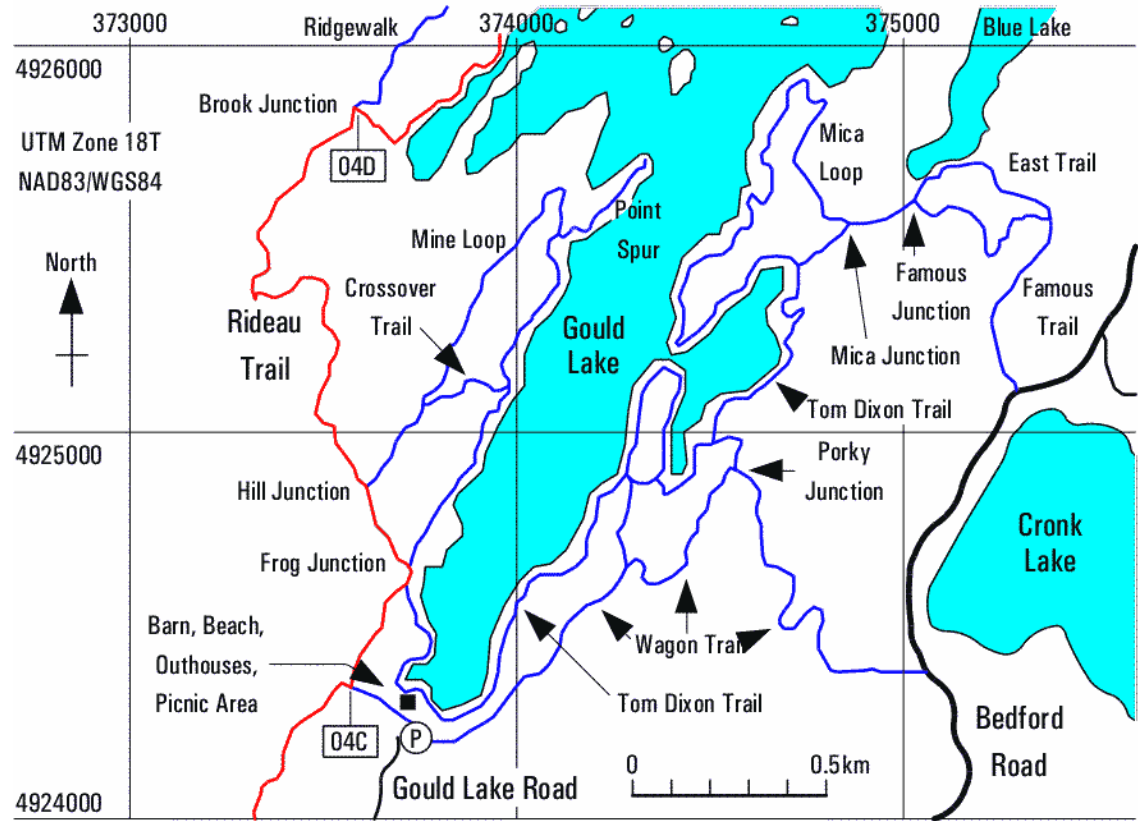 373000
374000
375000
Ridgewalk
Blue Lake
4926000
Brook Junction
UTM Zone 18T
NAD83/WGS84
04D
Mica
Loop
East Trail
Point
Spur
Mine Loop
North
Crossover
Trail
Famous
Junction
Famous
Trail
Rideau
Trail
Gould
Lake
Mica Junction
Tom Dixon Trail
4925000
Porky
Junction
Hill Junction
Cronk
Lake
Frog Junction
Barn, Beach,
Outhouses,
Picnic Area
Wagon Trail
Tom Dixon Trail
04C
P
Bedford
Road
0
0.5km
Gould Lake Road
4924000